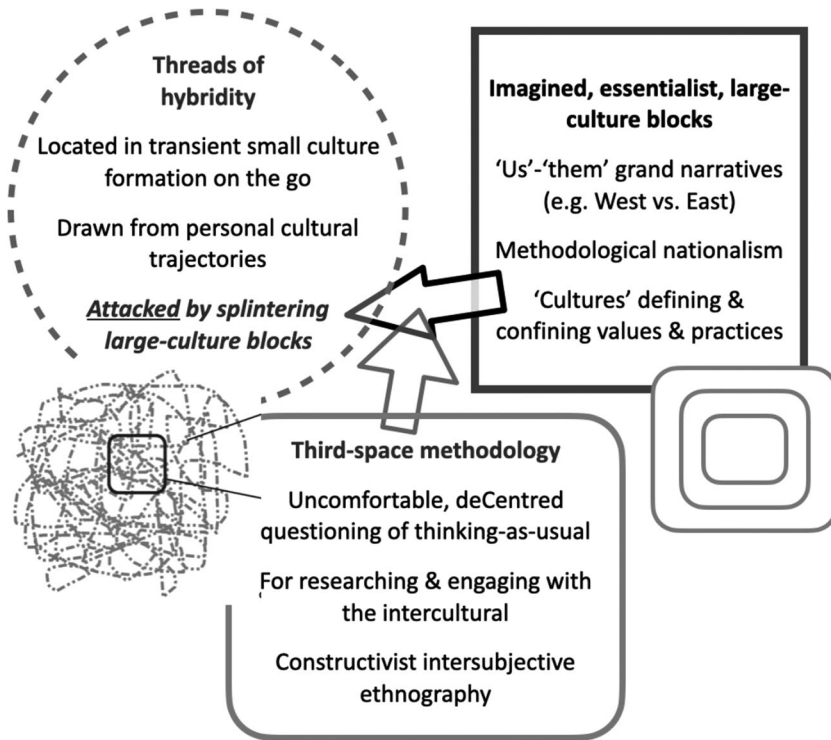 Threads of
hybridity
Located in transient small culture
formation on the go
Drawn from personal cultural
trajectories
Attacked by splintering
large-culture blocks
Imagined, essentialist, large-
culture blocks
‘Us’-‘them’ grand narratives
(e.g. West vs. East)
Methodological nationalism
‘Cultures’ defining &
confining values & practices
Third-space methodology
Uncomfortable, deCentred
questioning of thinking-as-usual
For researching & engaging with
the intercultural
Constructivist intersubjective
ethnography